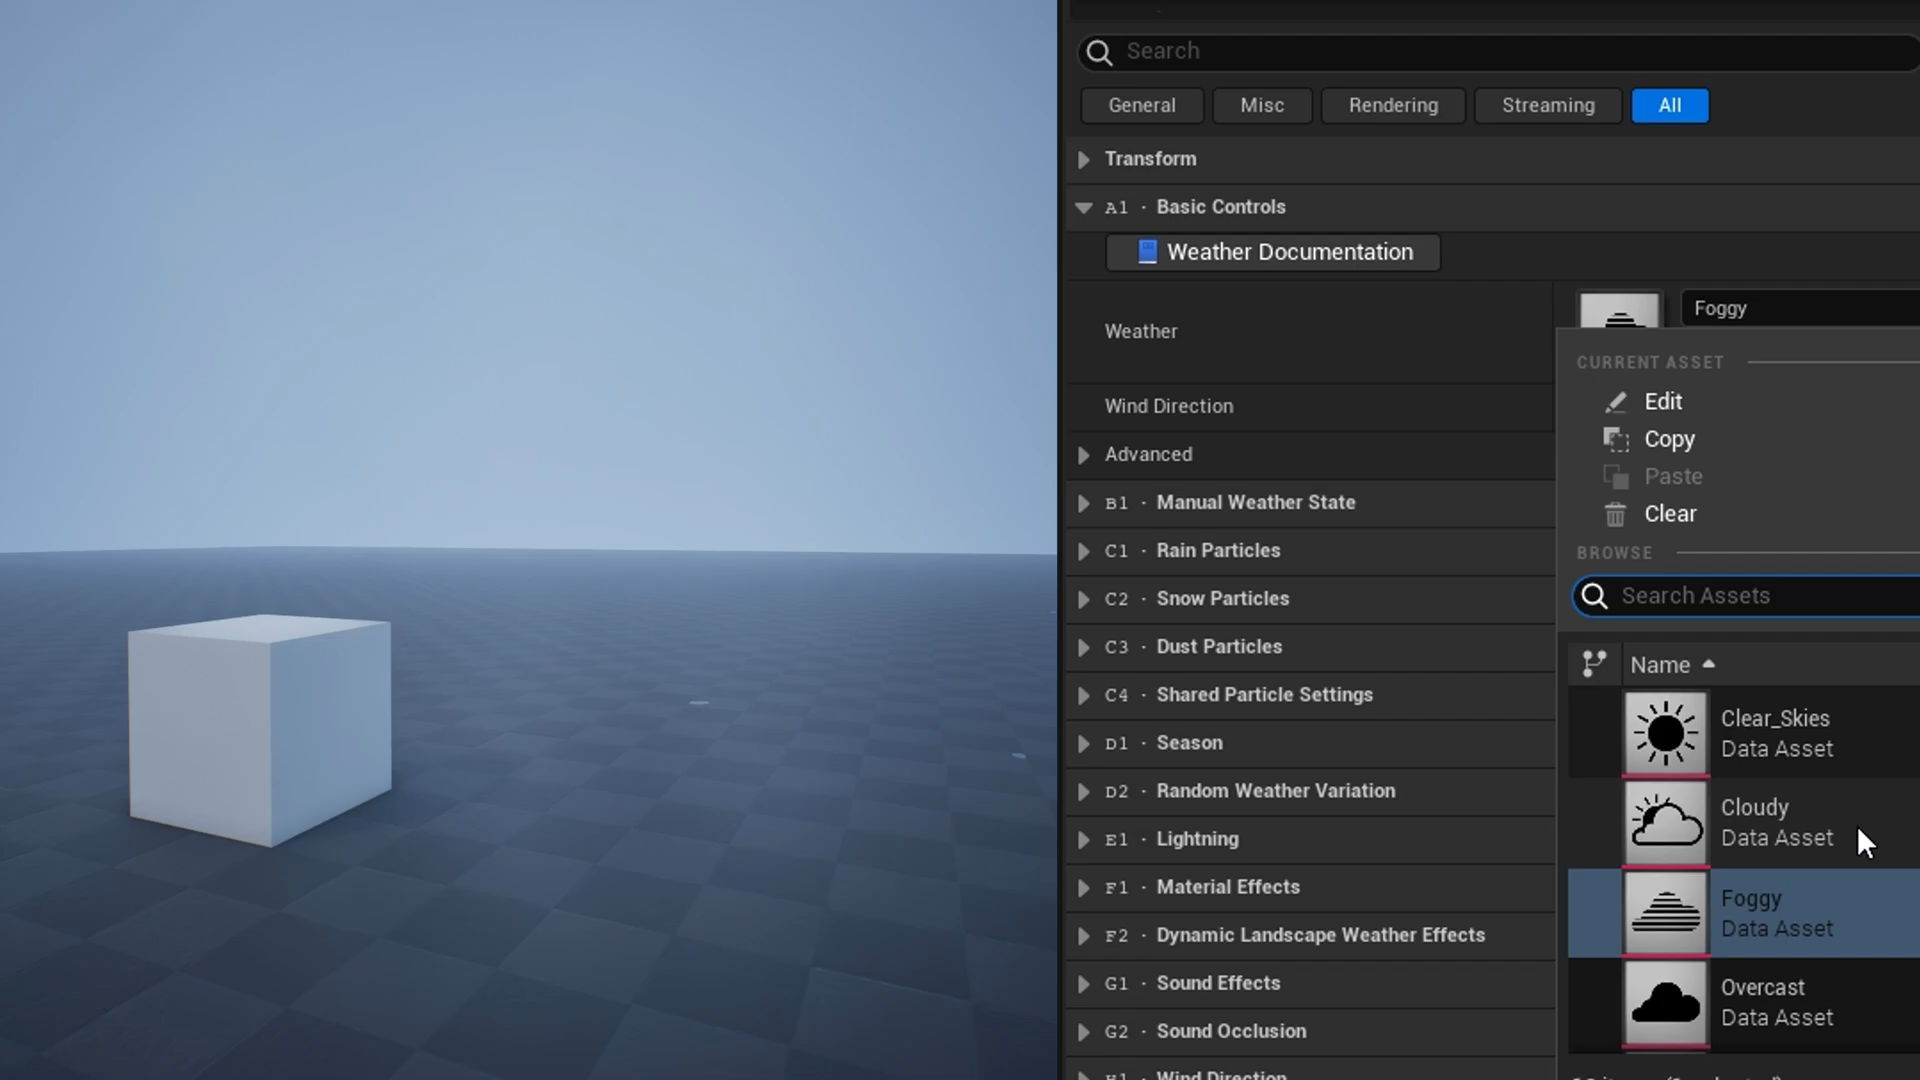 Search
General
Misc
Rendering
Streaming
All
Transform
A1 · Basic Controls
Weather Documentation
Weather
Foggy
CURRENT ASSET
Edit
Copy
Paste
Clear
BROWSE
Search Assets
Name
Clear_Skies
Data Asset
Cloudy
Data Asset
Foggy
Data Asset
Overcast
Data Asset
Wind Direction
Advanced
B1 · Manual Weather State
C1 · Rain Particles
C2 · Snow Particles
C3 · Dust Particles
C4 · Shared Particle Settings
D1 · Season
D2 · Random Weather Variation
E1 · Lightning
F1 · Material Effects
F2 · Dynamic Landscape Weather Effects
G1 · Sound Effects
G2 · Sound Occlusion
H1 · Wind Direction